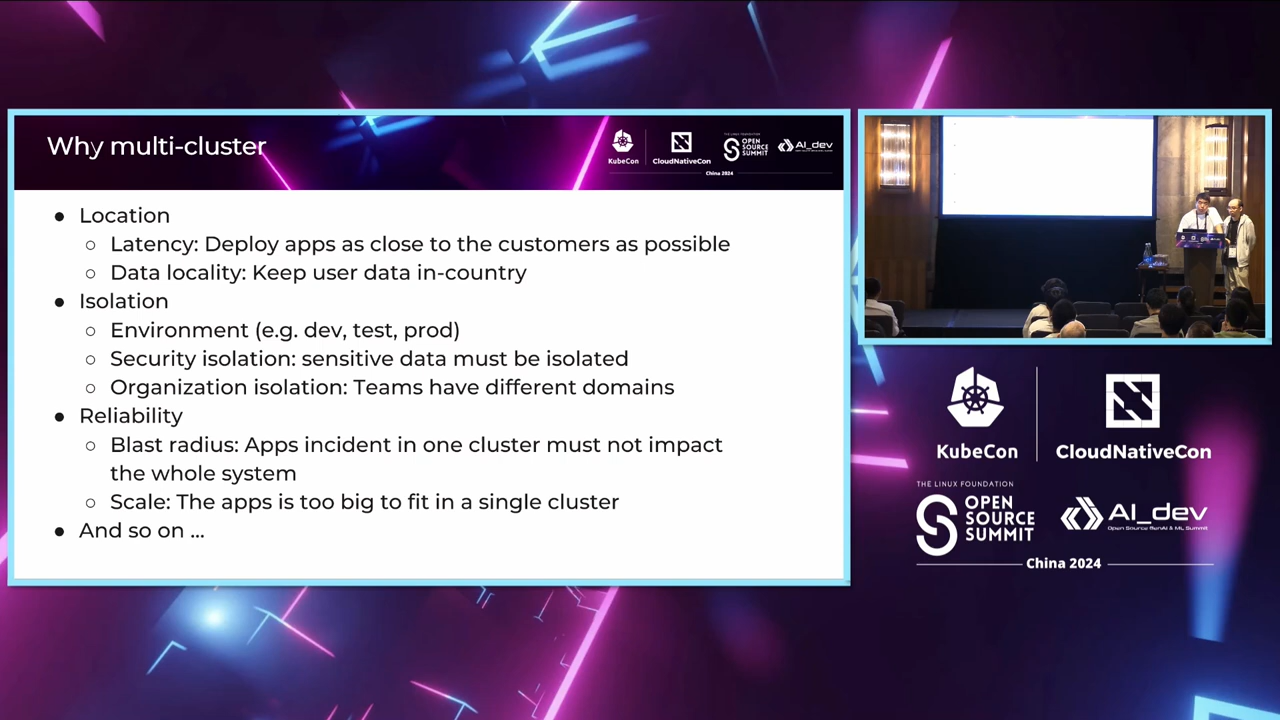 Why multi-cluster
KubeCon
CloudNativeCon
THE LINUX FOUNDATION
OPEN
SOURCE
SUMMIT
AI_dev
China 2024
● Location
○ Latency: Deploy apps as close to the customers as possible
○ Data locality: Keep user data in-country
● Isolation
○ Environment (e.g. dev, test, prod)
○ Security isolation: sensitive data must be isolated
○ Organization isolation: Teams have different domains
● Reliability
○ Blast radius: Apps incident in one cluster must not impact
the whole system
○ Scale: The apps is too big to fit in a single cluster
● And so on ...
KubeCon
CloudNativeCon
THE LINUX FOUNDATION
OPEN
SOURCE
SUMMIT
AI_dev
Open Source GenAI & ML Summit
China 2024